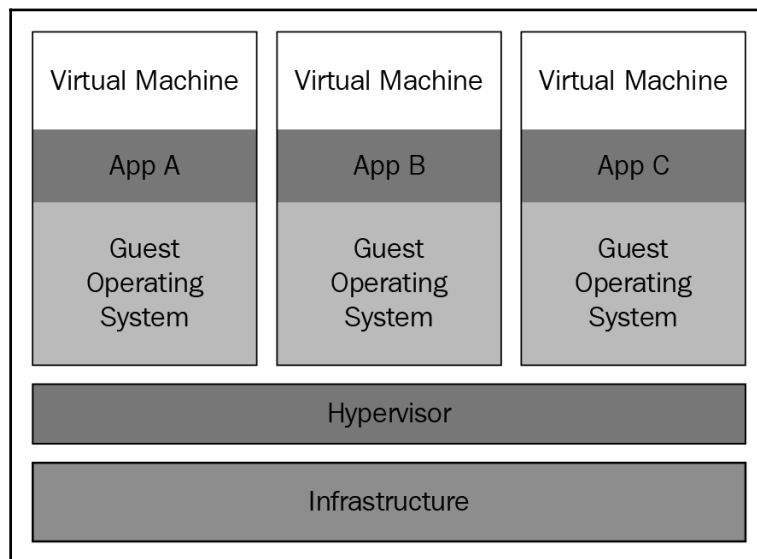 Virtual Machine
Virtual Machine
Virtual Machine
App A
App B
App C
Guest
Operating
System
Guest
Operating
System
Guest
Operating
System
Hypervisor
Infrastructure